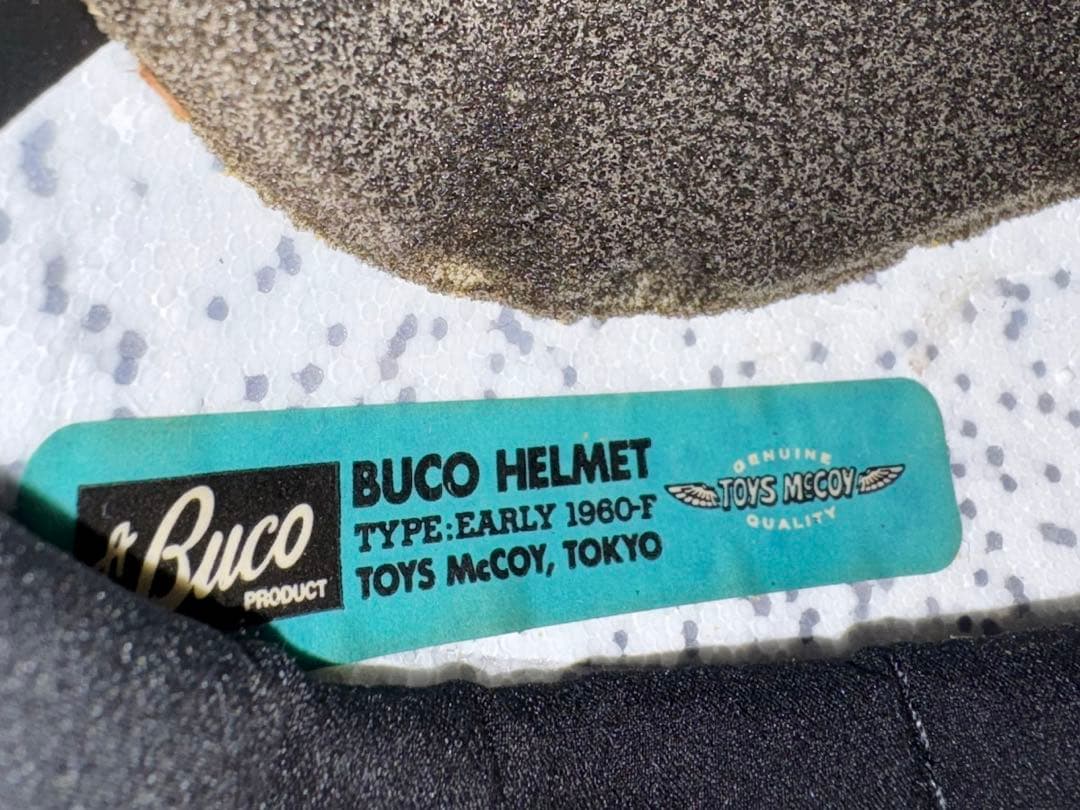 A Buco
PRODUCT
BUCO HELMET
TYPE:EARLY 1960-F
TOYS McCOY, TOKYO
GENUINE
TOYS McCOY
QUALITY